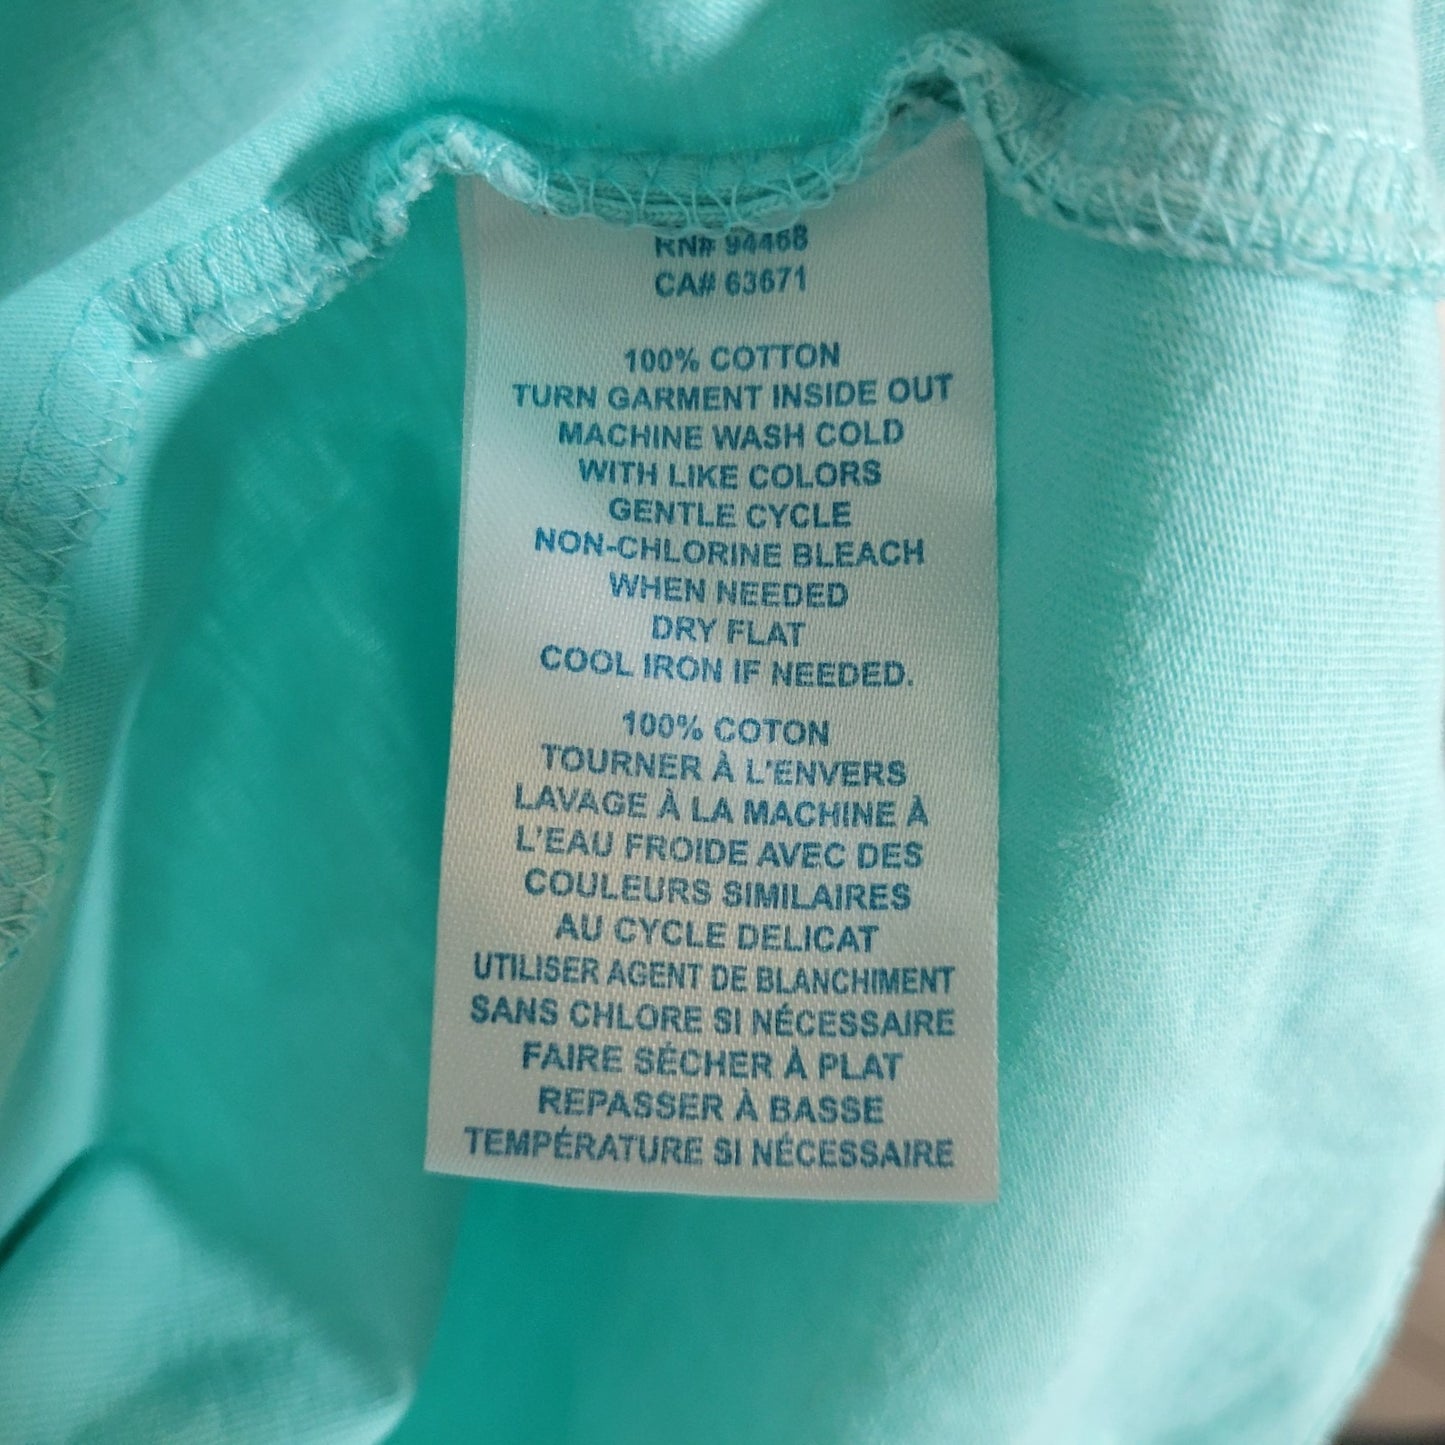 RN# 94468
CA# 63671
100% COTTON
TURN GARMENT INSIDE OUT
MACHINE WASH COLD
WITH LIKE COLORS
GENTLE CYCLE
NON-CHLORINE BLEACH
WHEN NEEDED
DRY FLAT
COOL IRON IF NEEDED.
100% COTON
TOURNER À L'ENVERS
LAVAGE À LA MACHINE À
L'EAU FROIDE AVEC DES
COULEURS SIMILAIRES
AU CYCLE DELICAT
UTILISER AGENT DE BLANCHIMENT
SANS CHLORE SI NÉCESSAIRE
FAIRE SÉCHER À PLAT
REPASSER À BASSE
TEMPÉRATURE SI NÉCESSAIRE